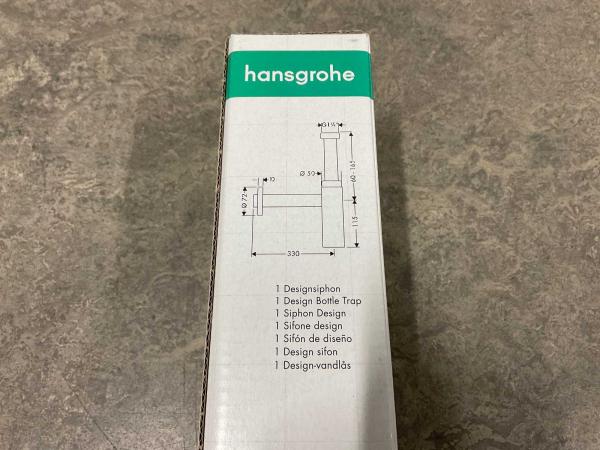 hansgrohe
G1¼"
Ø 50
60-165
10
Ø 72
115
330
1 Designsiphon
1 Design Bottle Trap
1 Siphon Design
1 Sifone design
1 Sifón de diseño
1 Design sifon
1 Design-vandlås